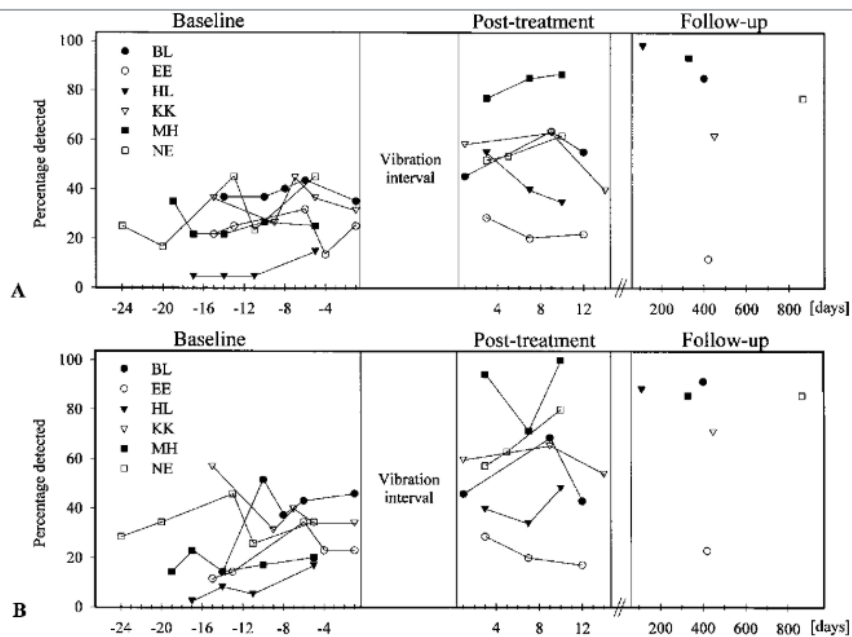 Baseline Post-treatment Follow-up
100
80
60
40
20
0
Percentage detected
BL
EE
HL
KK
MH
NE
Vibration
interval
A
-24 -20 -16 -12 -8 -4 4 8 12 200 400 600 800 [days]
Baseline Post-treatment Follow-up
100
80
60
40
20
0
Percentage detected
BL
EE
HL
KK
MH
NE
Vibration
interval
B
-24 -20 -16 -12 -8 -4 4 8 12 200 400 600 800 [days]